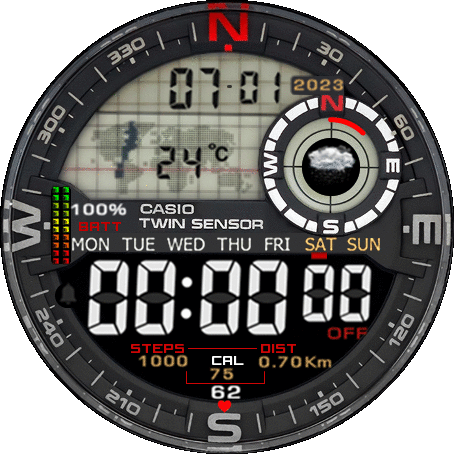 N
330 30
300 60
07-01 2023
N
W E
S
24°C
100% CASIO
BATT TWIN SENSOR
W E
MON TUE WED THU FRI SAT SUN
00:00 00
OFF
240 120
STEPS DIST
1000 CAL 0.70Km
75
62
210 150
S